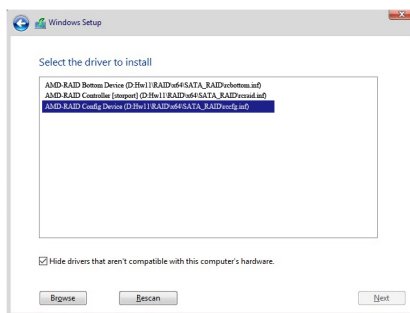 Windows Setup
Select the driver to install
AMD-RAID Bottom Device (D:Hw11\RAID\x64\SATA_RAID\rcbottom.inf)
AMD-RAID Controller [storport] (D:Hw11\RAID\x64\SATA_RAID\rcraid.inf)
AMD-RAID Config Device (D:Hw11\RAID\x64\SATA_RAID\rccfg.inf)
Hide drivers that aren't compatible with this computer's hardware.
Browse Rescan Next